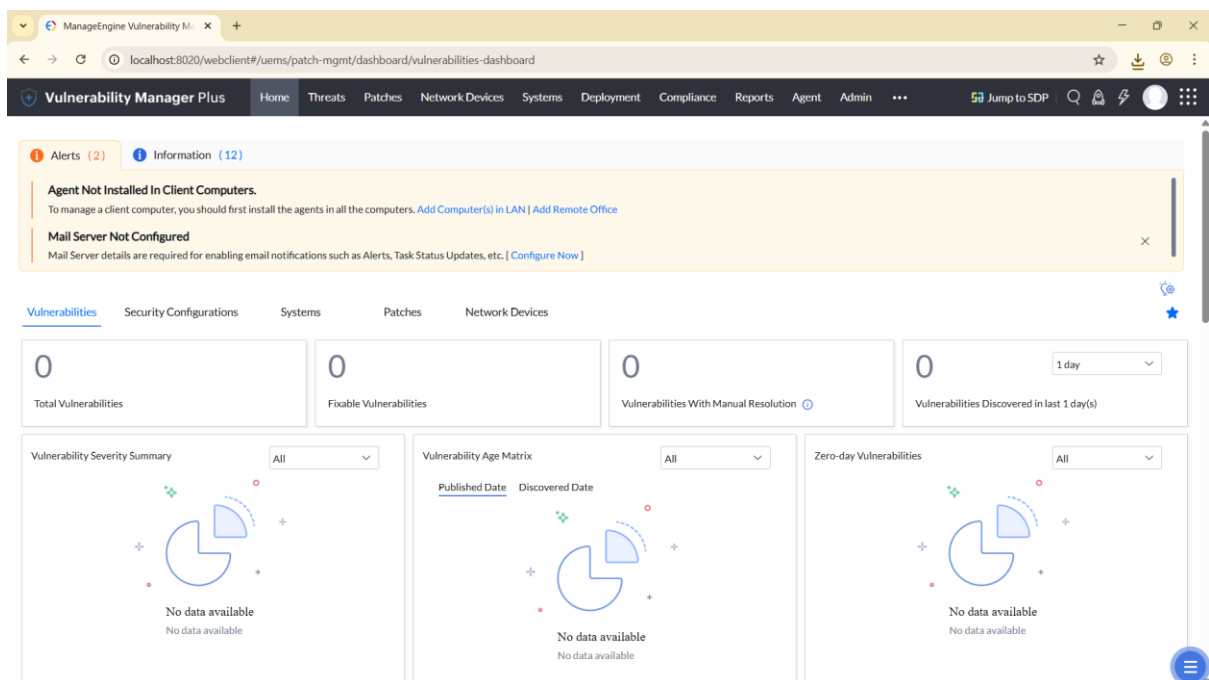 ManageEngine Vulnerability Ma
localhost:8020/webclient#/uems/patch-mgmt/dashboard/vulnerabilities-dashboard
Vulnerability Manager Plus Home Threats Patches Network Devices Systems Deployment Compliance Reports Agent Admin ••• Jump to SDP
Alerts (2) Information (12)
Agent Not Installed In Client Computers.
To manage a client computer, you should first install the agents in all the computers. Add Computer(s) in LAN | Add Remote Office
Mail Server Not Configured
Mail Server details are required for enabling email notifications such as Alerts, Task Status Updates, etc. [ Configure Now ]
Vulnerabilities Security Configurations Systems Patches Network Devices
0 0 0 0 1 day
Total Vulnerabilities Fixable Vulnerabilities Vulnerabilities With Manual Resolution Vulnerabilities Discovered in last 1 day(s)
Vulnerability Severity Summary All Vulnerability Age Matrix All Zero-day Vulnerabilities All
Published Date Discovered Date
No data available No data available
No data available No data available
No data available
No data available